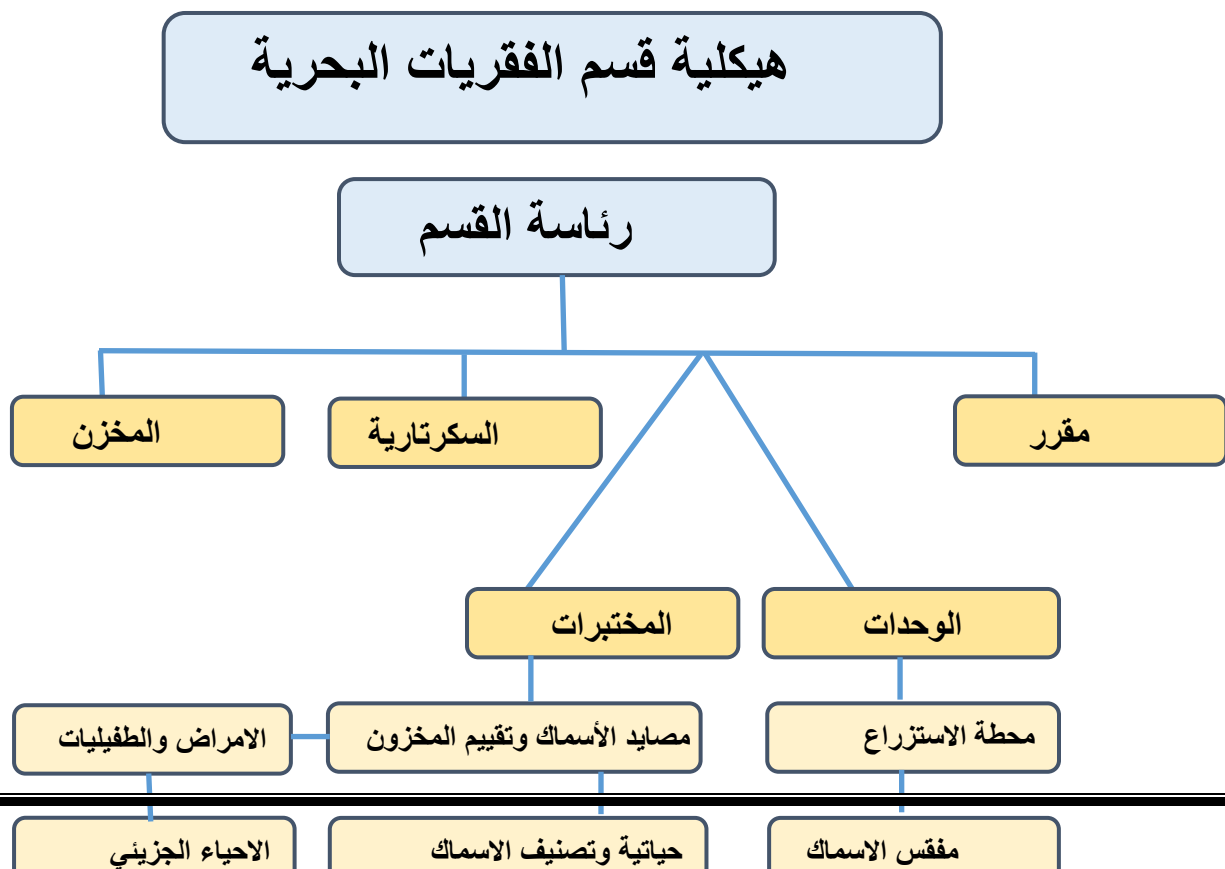 هيكلية قسم الفقريات البحرية
رئاسة القسم
مقرر
السكرتارية
المخزن
الوحدات
المختبرات
محطة الاستزراع
مصايد الأسماك وتقييم المخزون
الامراض والطفيليات
مفقس الاسماك
حياتية وتصنيف الاسماك
الاحياء الجزيئي